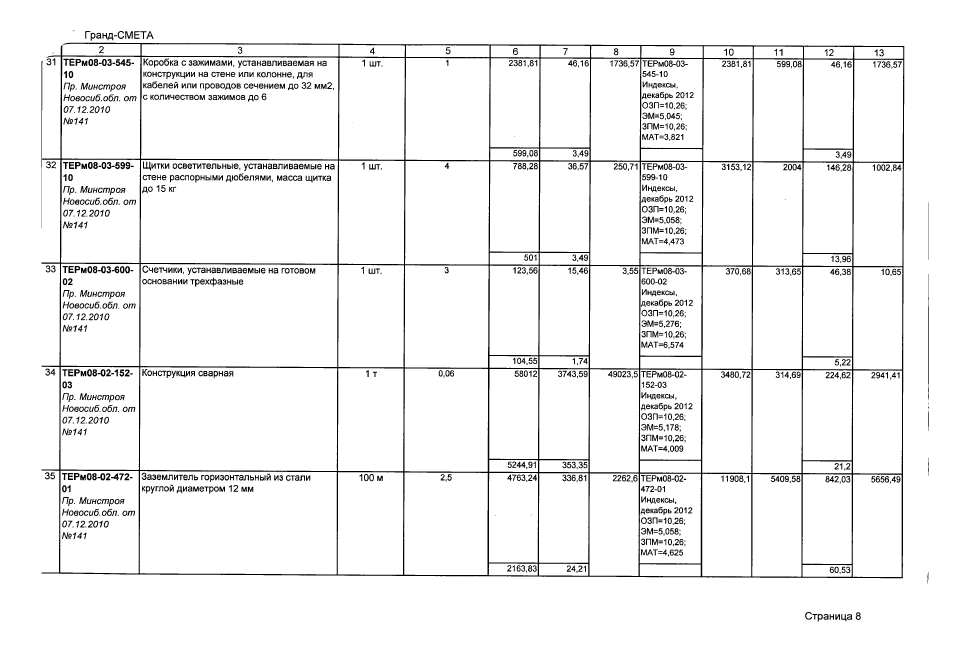 Гранд-СМЕТА
2 3 4 5 6 7 8 9 10 11 12 13
31 ТЕРм08-03-545- Коробка с зажимами, устанавливаемая на 1 шт. 1 2381,81 46,16 1736,57 ТЕРм08-03- 2381,81 599,08 46,16 1736,57
10 конструкции на стене или колонне, для 545-10
Пр. Минстроя кабелей или проводов сечением до 32 мм2, Индексы,
Новосиб.обл. от с количеством зажимов до 6 декабрь 2012
07.12.2010 ОЗП=10,26;
№141 ЭМ=5,045;
ЗПМ=10,26;
МАТ=3,821
599,08 3,49 3,49
32 ТЕРм08-03-599- Щитки осветительные, устанавливаемые на 1 шт. 4 788,28 36,57 250,71 ТЕРм08-03- 3153,12 2004 146,28 1002,84
10 стене распорными дюбелями, масса щитка 599-10
Пр. Минстроя до 15 кг Индексы,
Новосиб.обл. от декабрь 2012
07.12.2010 ОЗП=10,26;
№141 ЭМ=5,058;
ЗПМ=10,26;
МАТ=4,473
501 3,49 13,96
33 ТЕРм08-03-600- Счетчики, устанавливаемые на готовом 1 шт. 3 123,56 15,46 3,55 ТЕРм08-03- 370,68 313,65 46,38 10,65
02 основании трехфазные 600-02
Пр. Минстроя Индексы,
Новосиб.обл. от декабрь 2012
07.12.2010 ОЗП=10,26;
№141 ЭМ=5,276;
ЗПМ=10,26;
МАТ=6,574
104,55 1,74 5,22
34 ТЕРм08-02-152- Конструкция сварная 1 т 0,06 58012 3743,59 49023,5 ТЕРм08-02- 3480,72 314,69 224,62 2941,41
03 152-03
Пр. Минстроя Индексы,
Новосиб.обл. от декабрь 2012
07.12.2010 ОЗП=10,26;
№141 ЭМ=5,178;
ЗПМ=10,26;
МАТ=4,009
5244,91 353,35 21,2
35 ТЕРм08-02-472- Заземлитель горизонтальный из стали 100 м 2,5 4763,24 336,81 2262,6 ТЕРм08-02- 11908,1 5409,58 842,03 5656,49
01 круглой диаметром 12 мм 472-01
Пр. Минстроя Индексы,
Новосиб.обл. от декабрь 2012
07.12.2010 ОЗП=10,26;
№141 ЭМ=5,058;
ЗПМ=10,26;
МАТ=4,625
2163,83 24,21 60,53
Страница 8